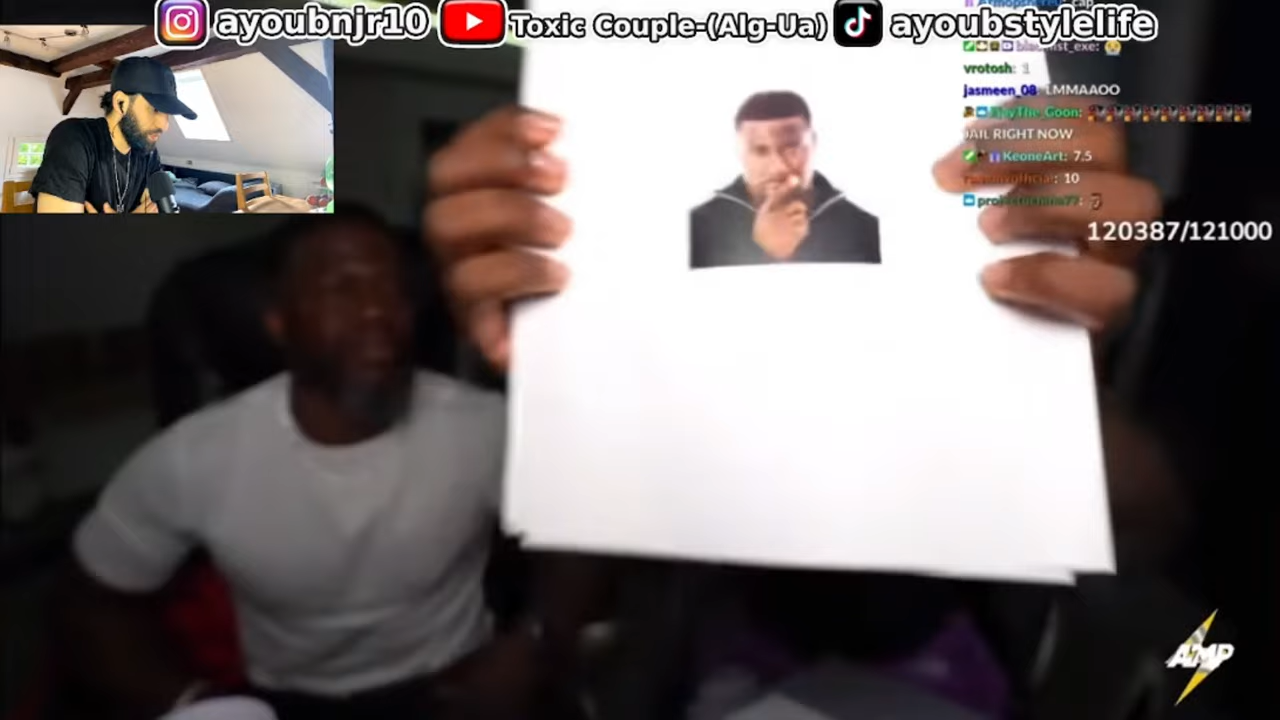 ayoubnjr10 Toxic Couple-(Alg-Ua) ayoubstylelife
vrotosh: 1
jasmeen_08: LMMAAOO
JAIL RIGHT NOW
KeoneArt: 7.5
10
120387/121000
AMP